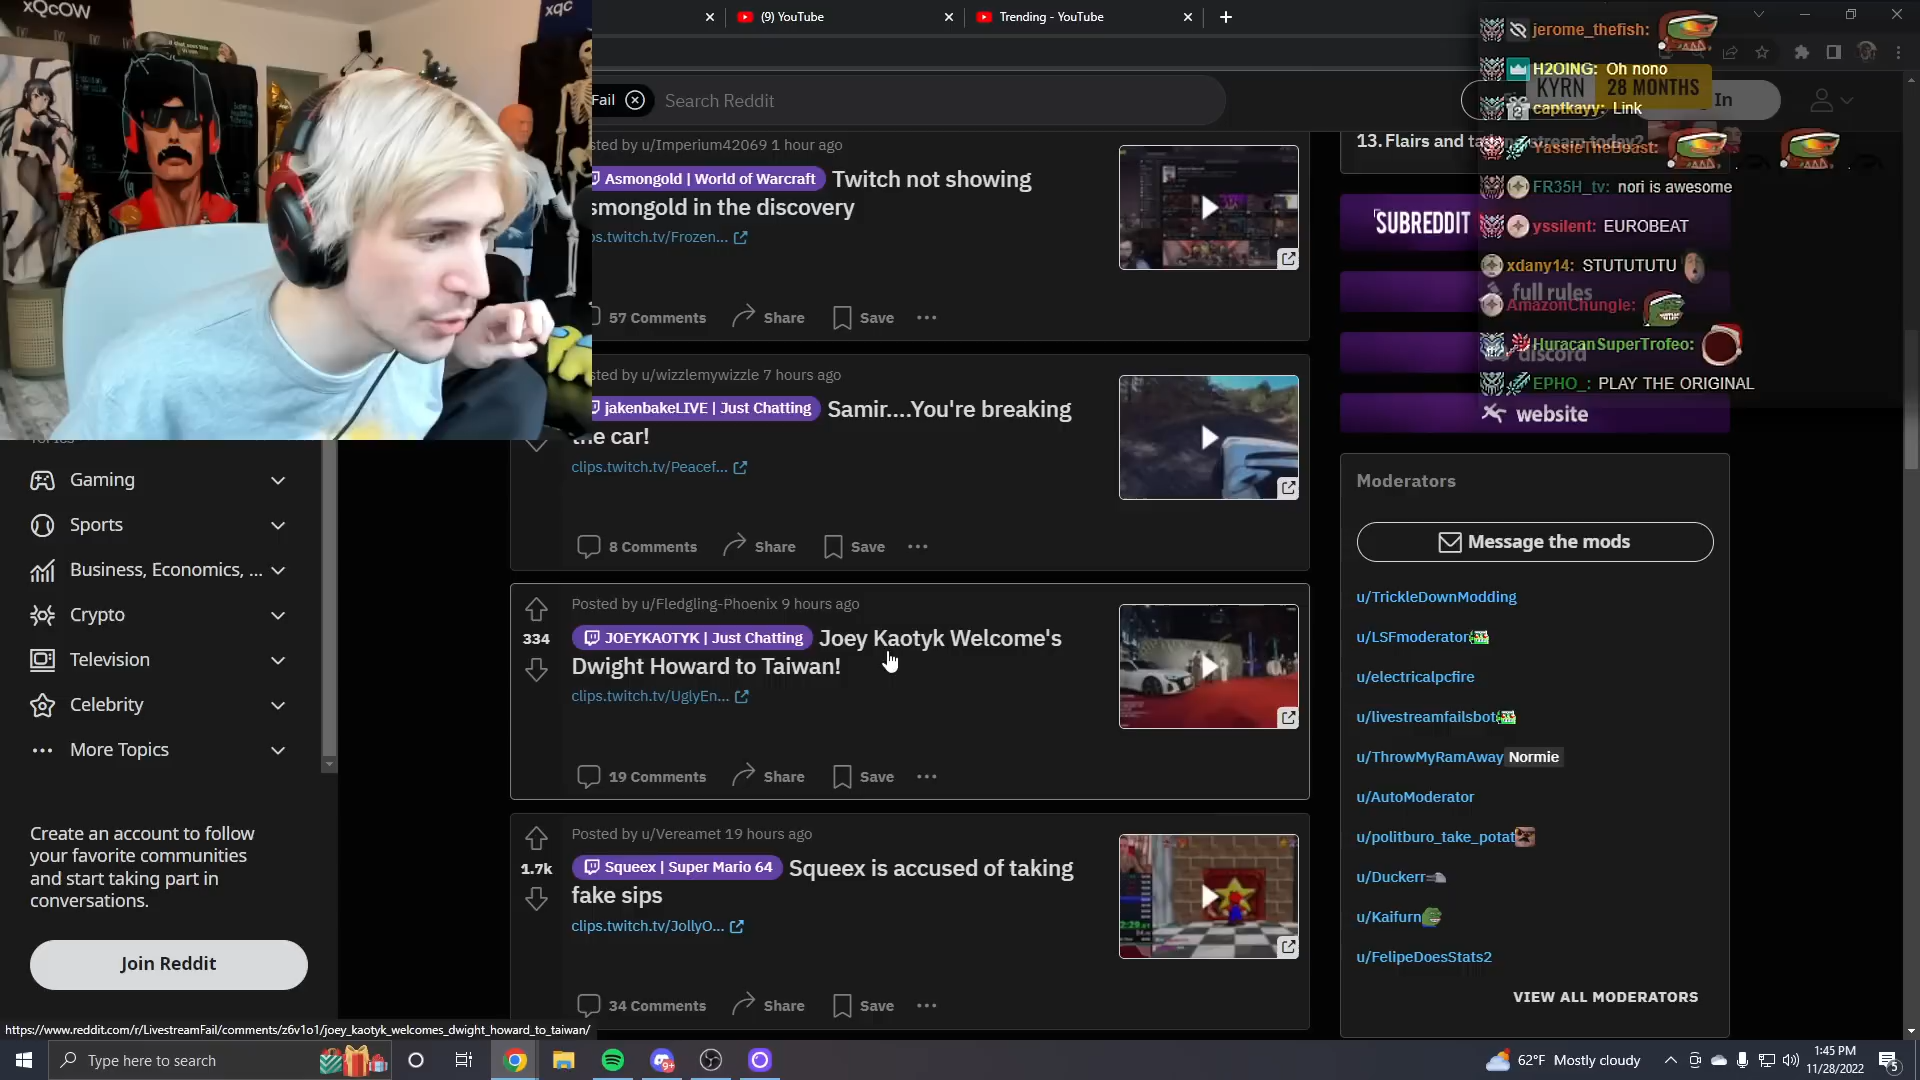 xQcOW
xqc
(9) YouTube
Trending - YouTube
Fail
Search Reddit
In
KYRN
28 MONTHS
jerome_thefish:
H2OING: Oh nono
captkayy: Link
YassieTheBeast:
FR35H_tv: nori is awesome
yssilent: EUROBEAT
xdany14: STUTUTUTU
AmazonChungle:
HuracanSuperTrofeo:
EPHO_: PLAY THE ORIGINAL
Posted by u/Imperium42069 1 hour ago
Asmongold | World of Warcraft Twitch not showing
smongold in the discovery
ps.twitch.tv/Frozen...
57 Comments
Share
Save
sted by u/wizzlemywizzle 7 hours ago
jakenbakeLIVE | Just Chatting Samir....You're breaking
the car!
clips.twitch.tv/Peacef...
8 Comments
Share
Save
Posted by u/Fledgling-Phoenix 9 hours ago
334
JOEYKAOTYK | Just Chatting Joey Kaotyk Welcome's
Dwight Howard to Taiwan!
clips.twitch.tv/UglyEn...
19 Comments
Share
Save
Posted by u/Vereamet 19 hours ago
1.7k
Squeex | Super Mario 64 Squeex is accused of taking
fake sips
clips.twitch.tv/JollyO...
34 Comments
Share
Save
Gaming
Sports
Business, Economics, ...
Crypto
Television
Celebrity
More Topics
Create an account to follow
your favorite communities
and start taking part in
conversations.
Join Reddit
13. Flairs and stream today?
SUBREDDIT
full rules
discord
website
Moderators
Message the mods
u/TrickleDownModding
u/LSFmoderator
u/electricalpcfire
u/livestreamfailsbot
u/ThrowMyRamAway Normie
u/AutoModerator
u/politburo_take_potat
u/Duckerr
u/Kaifurn
u/FelipeDoesStats2
VIEW ALL MODERATORS
https://www.reddit.com/r/LivestreamFail/comments/z6v1o1/joey_kaotyk_welcomes_dwight_howard_to_taiwan/
Type here to search
62°F Mostly cloudy
1:45 PM
11/28/2022
5